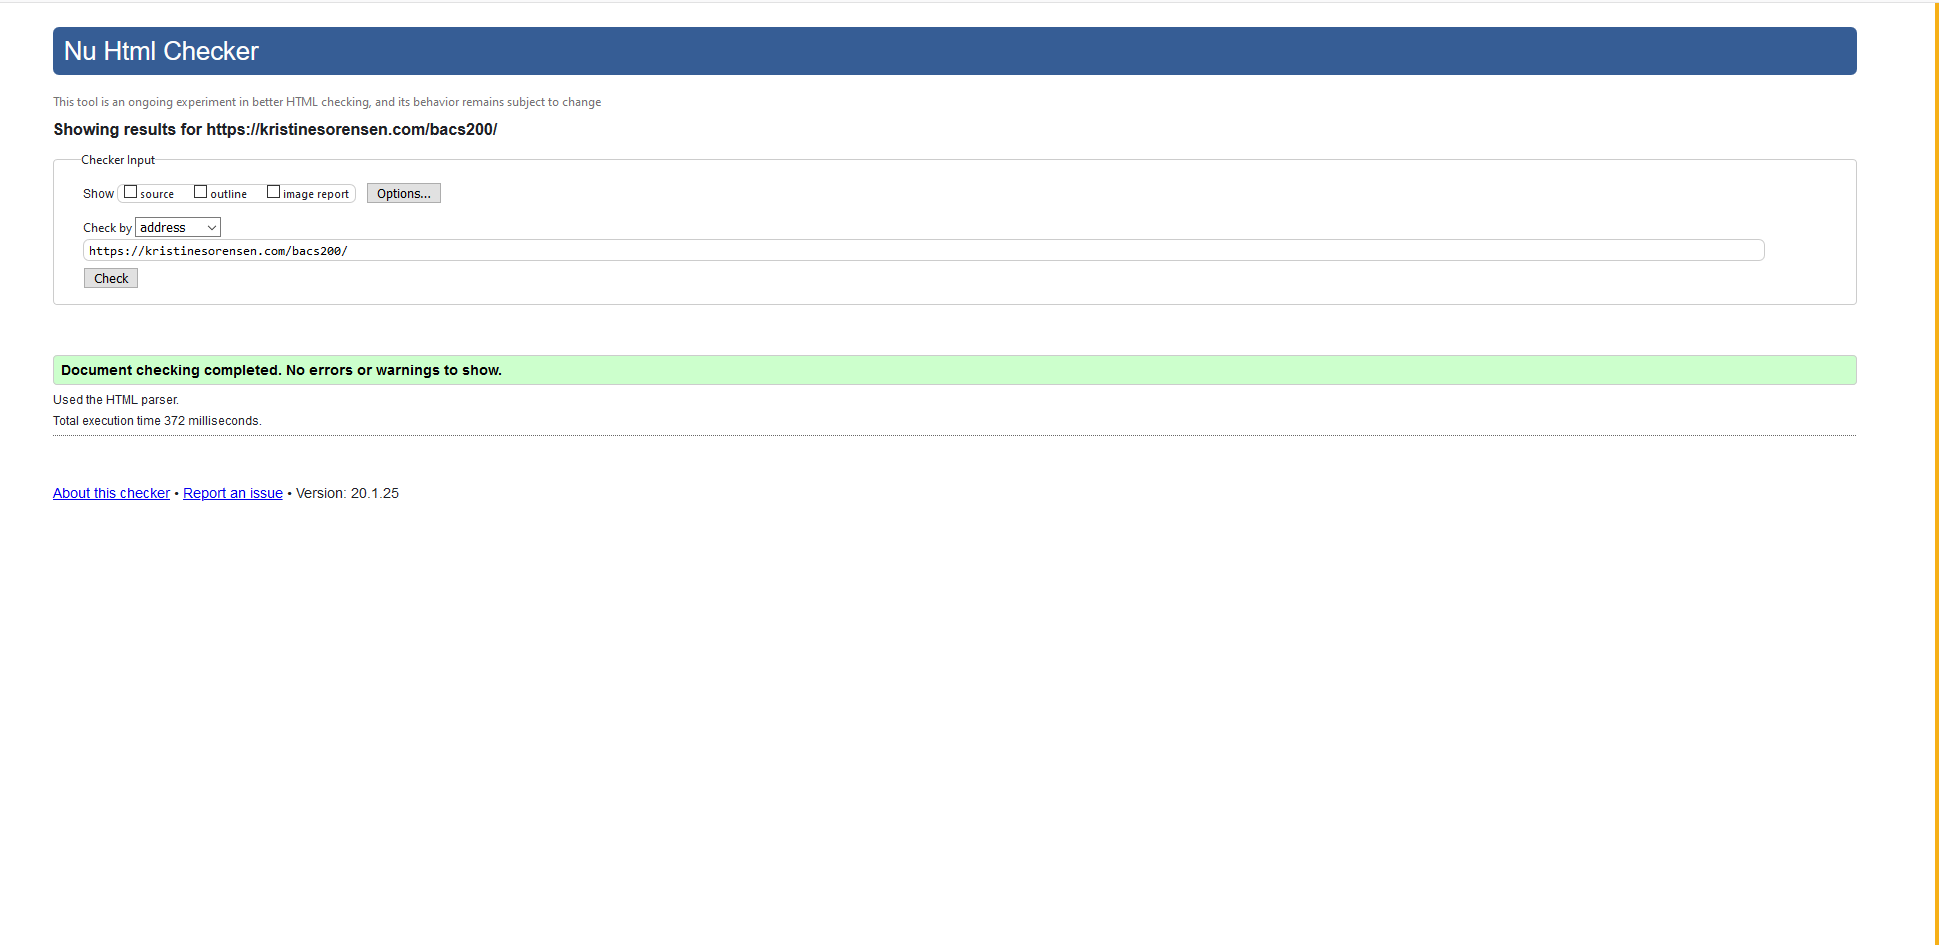 Nu Html Checker
This tool is an ongoing experiment in better HTML checking, and its behavior remains subject to change
Showing results for https://kristinesorensen.com/bacs200/
Checker Input
Show source outline image report Options...
Check by address
https://kristinesorensen.com/bacs200/
Check
Document checking completed. No errors or warnings to show.
Used the HTML parser.
Total execution time 372 milliseconds.
About this checker • Report an issue • Version: 20.1.25